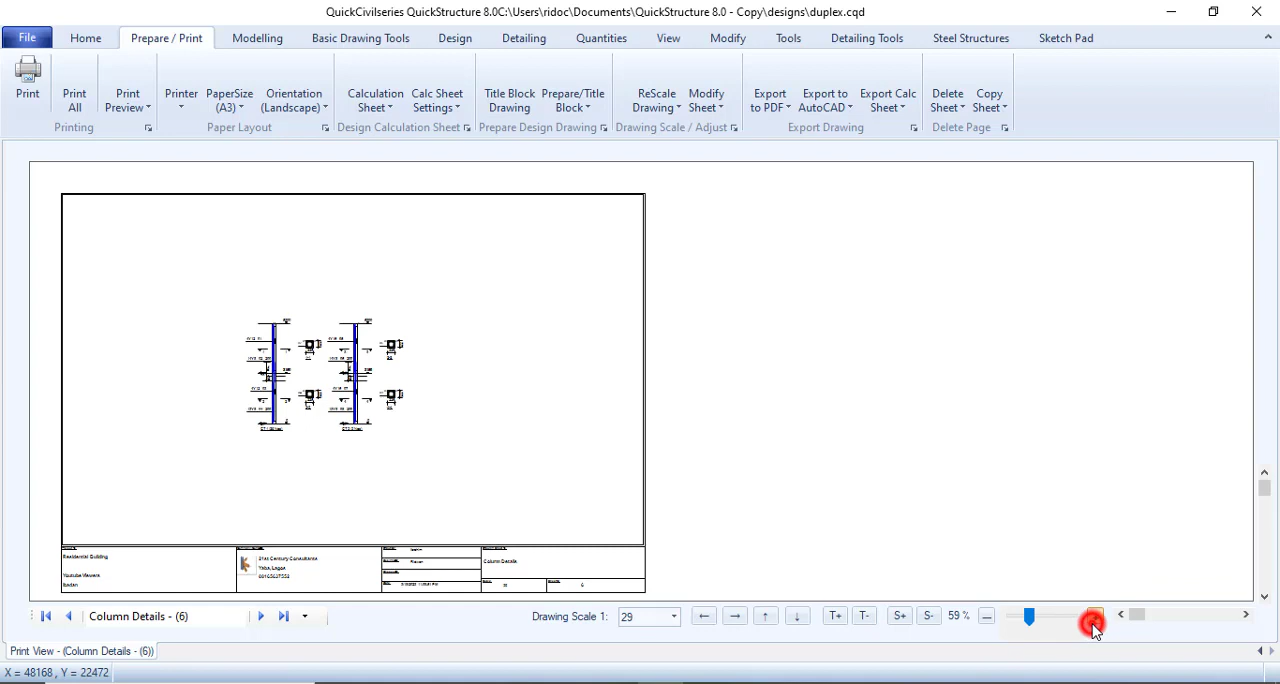 QuickCivilseries QuickStructure 8.0C:\Users\ridoc\Documents\QuickStructure 8.0 - Copy\designs\duplex.cqd
File Home Prepare / Print Modelling Basic Drawing Tools Design Detailing Quantities View Modify Tools Detailing Tools Steel Structures Sketch Pad
Print Print All Print Preview Printer PaperSize (A3) Orientation (Landscape) Calculation Sheet Calc Sheet Settings Title Block Drawing Prepare/Title Block ReScale Drawing Modify Sheet Export to PDF Export to AutoCAD Export Calc Sheet Delete Sheet Copy Sheet
Printing Paper Layout Design Calculation Sheet Prepare Design Drawing Drawing Scale / Adjust Export Drawing Delete Page
Residential Building
Youtube Viewers
Ibadan
21st Century Consultants
Yaba, Lagos
Column Details
Column Details - (6) Drawing Scale 1: 29 ← → ↑ ↓ T+ T- S+ S- 59 %
Print View - (Column Details - (6))
X = 48168 , Y = 22472